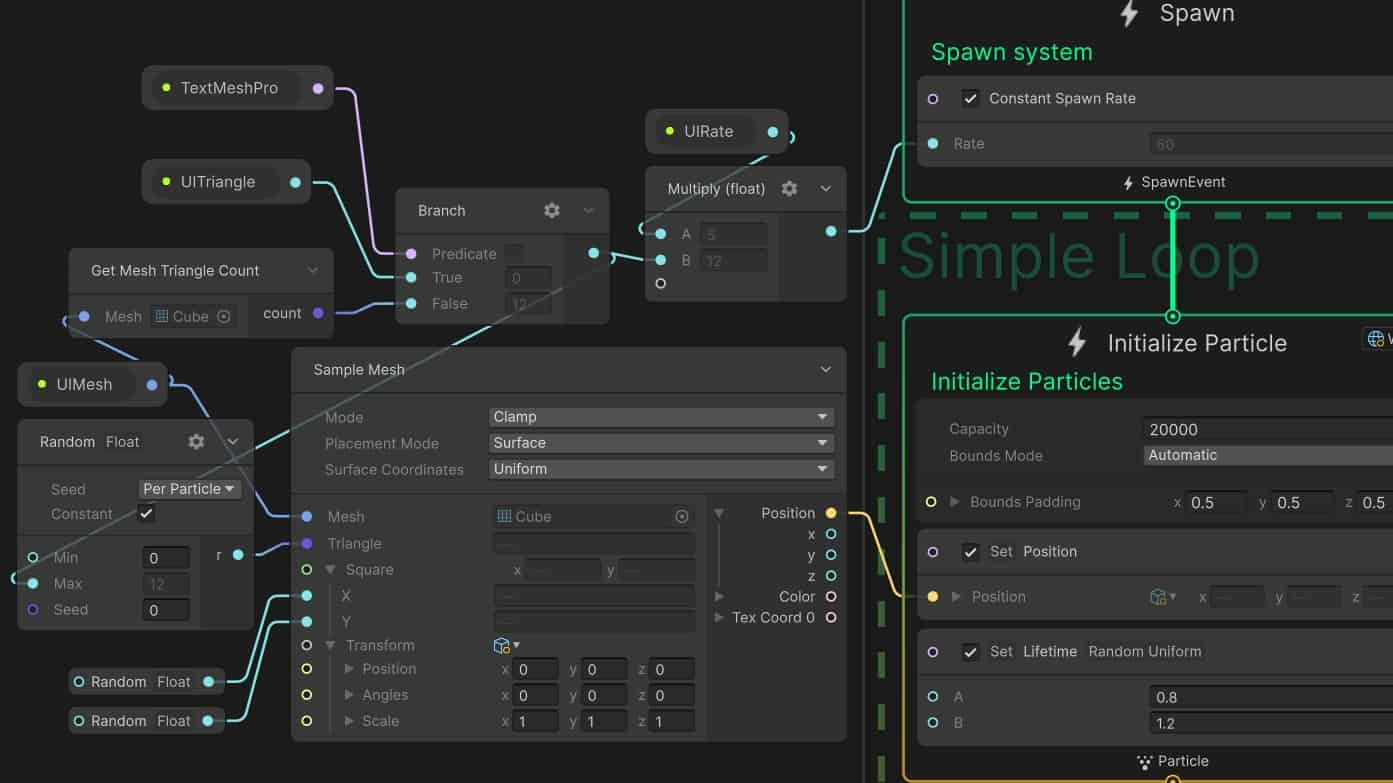 Spawn
Spawn system
Constant Spawn Rate
Rate 60
SpawnEvent
TextMeshPro
UITriangle
UIRate
Multiply (float)
A 5
B 12
Branch
Predicate
True 0
False 12
Get Mesh Triangle Count
Mesh Cube count
UIMesh
Simple Loop
Random Float
Seed Per Particle
Constant
Min 0 r
Max 12
Seed 0
Random Float
Random Float
Sample Mesh
Mode Clamp
Placement Mode Surface
Surface Coordinates Uniform
Mesh Cube
Triangle
Square x y
X
Y
Transform
Position x 0 y 0 z 0
Angles x 0 y 0 z 0
Scale x 1 y 1 z 1
Position
x
y
z
Color
Tex Coord 0
Initialize Particle
Initialize Particles
Capacity 20000
Bounds Mode Automatic
Bounds Padding x 0.5 y 0.5 z 0.5
Set Position
Position x y z
Set Lifetime Random Uniform
A 0.8
B 1.2
Particle